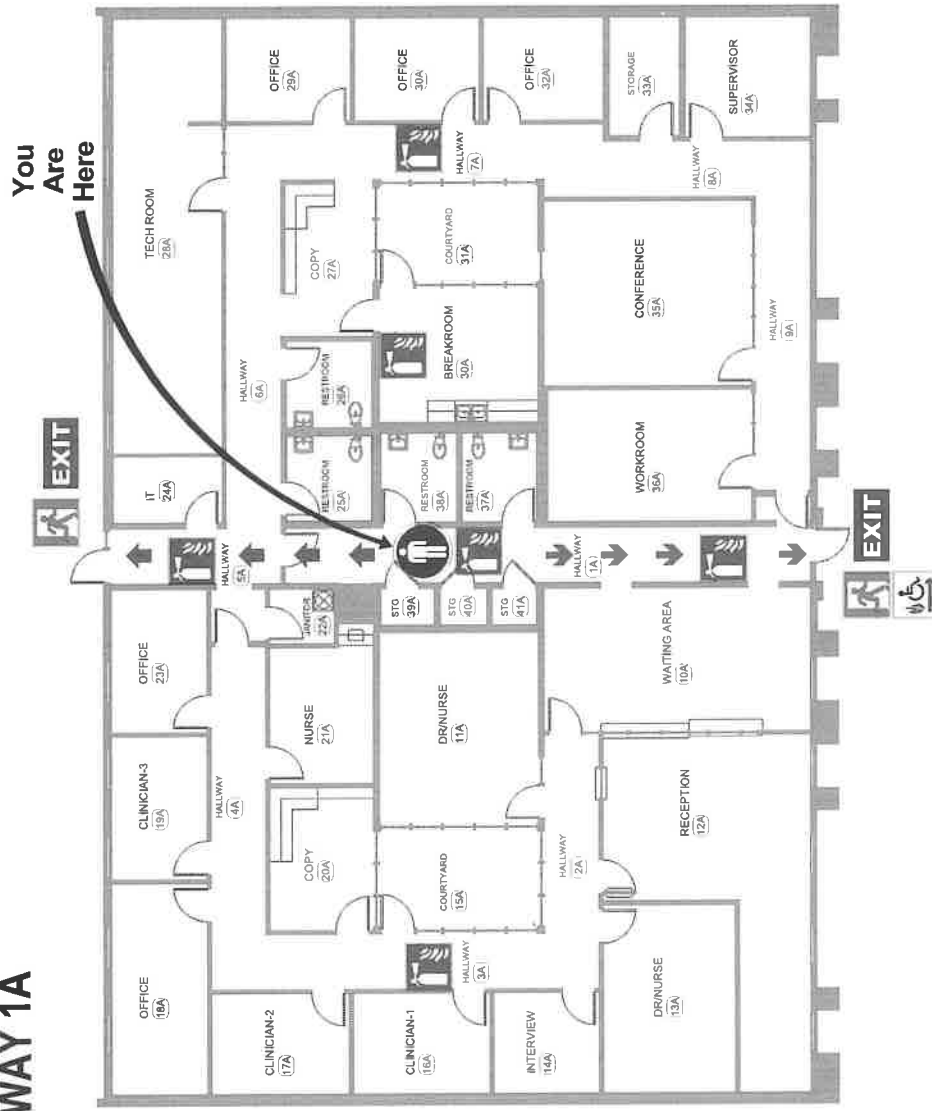 WAY 1A
You
Are
Here
EXIT
OFFICE
18A
CLINICIAN-3
19A
OFFICE
23A
IT
24A
TECH ROOM
28A
OFFICE
29A
HALLWAY
4A
HALLWAY
5A
HALLWAY
6A
CLINICIAN-2
17A
COPY
20A
NURSE
21A
JANITOR
22A
RESTROOM
25A
RESTROOM
26A
COPY
27A
OFFICE
30A
CLINICIAN-1
16A
HALLWAY
3A
COURTYARD
15A
DR/NURSE
11A
STG
39A
STG
40A
STG
41A
RESTROOM
38A
RESTROOM
37A
BREAKROOM
30A
COURTYARD
31A
HALLWAY
7A
OFFICE
32A
INTERVIEW
14A
HALLWAY
2A
HALLWAY
1A
WORKROOM
36A
CONFERENCE
35A
HALLWAY
8A
STORAGE
33A
DR/NURSE
13A
RECEPTION
12A
WAITING AREA
10A
HALLWAY
9A
SUPERVISOR
34A
EXIT